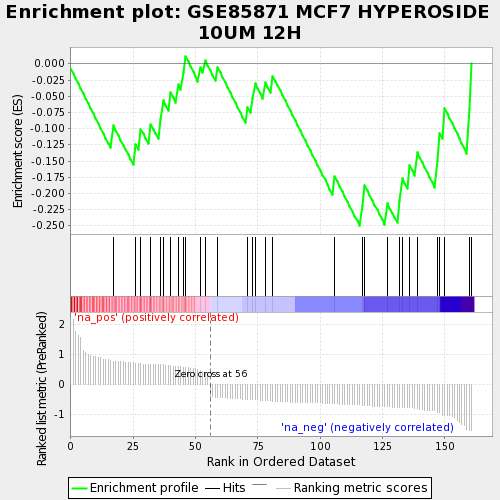 Enrichment plot: GSE85871 MCF7 HYPEROSIDE
10UM 12H
Enrichment score (ES)
0.000
-0.025
-0.050
-0.075
-0.100
-0.125
-0.150
-0.175
-0.200
-0.225
-0.250
'na_pos' (positively correlated)
Ranked list metric (PreRanked)
2
1
0
-1
Zero cross at 56
'na_neg' (negatively correlated)
0 25 50 75 100 125 150
Rank in Ordered Dataset
Enrichment profile Hits Ranking metric scores